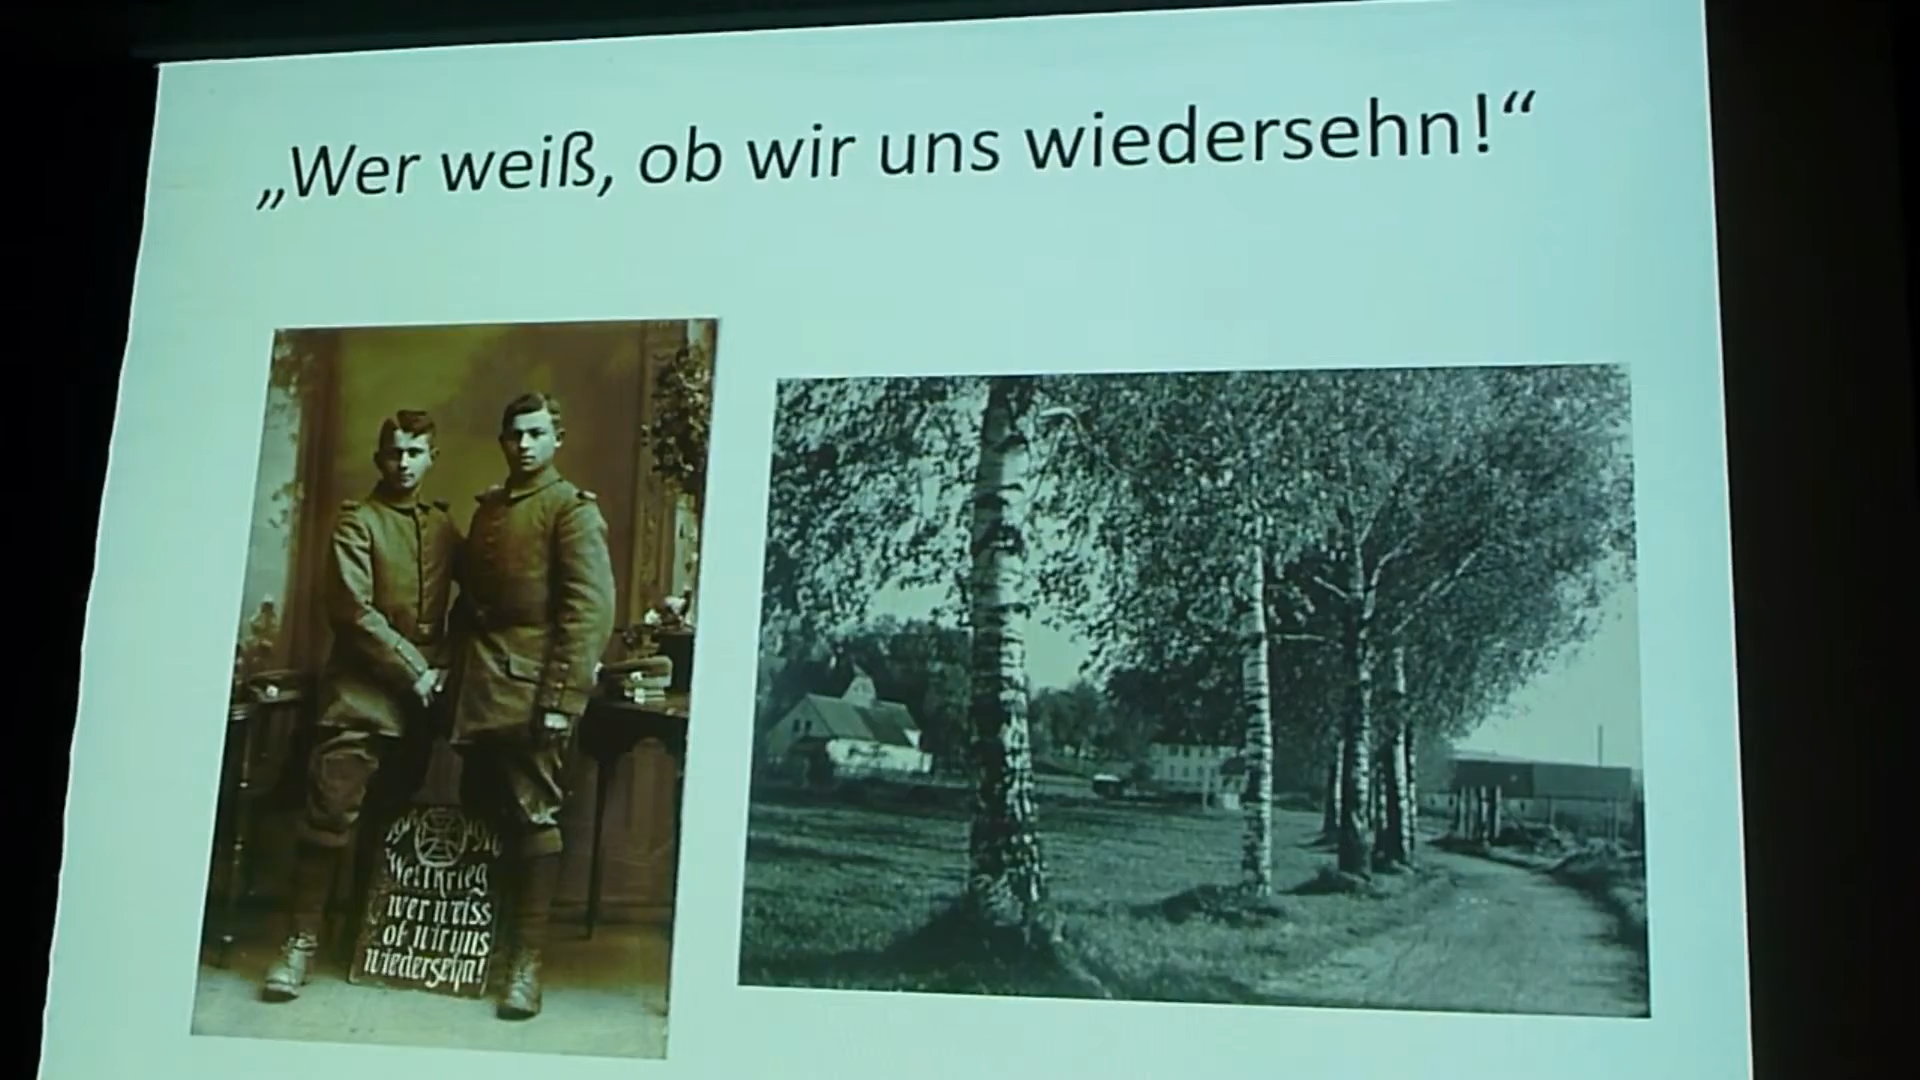 „Wer weiß, ob wir uns wiedersehn!“
Weltkrieg
wer weiss
ob wir uns
wiedersehn!